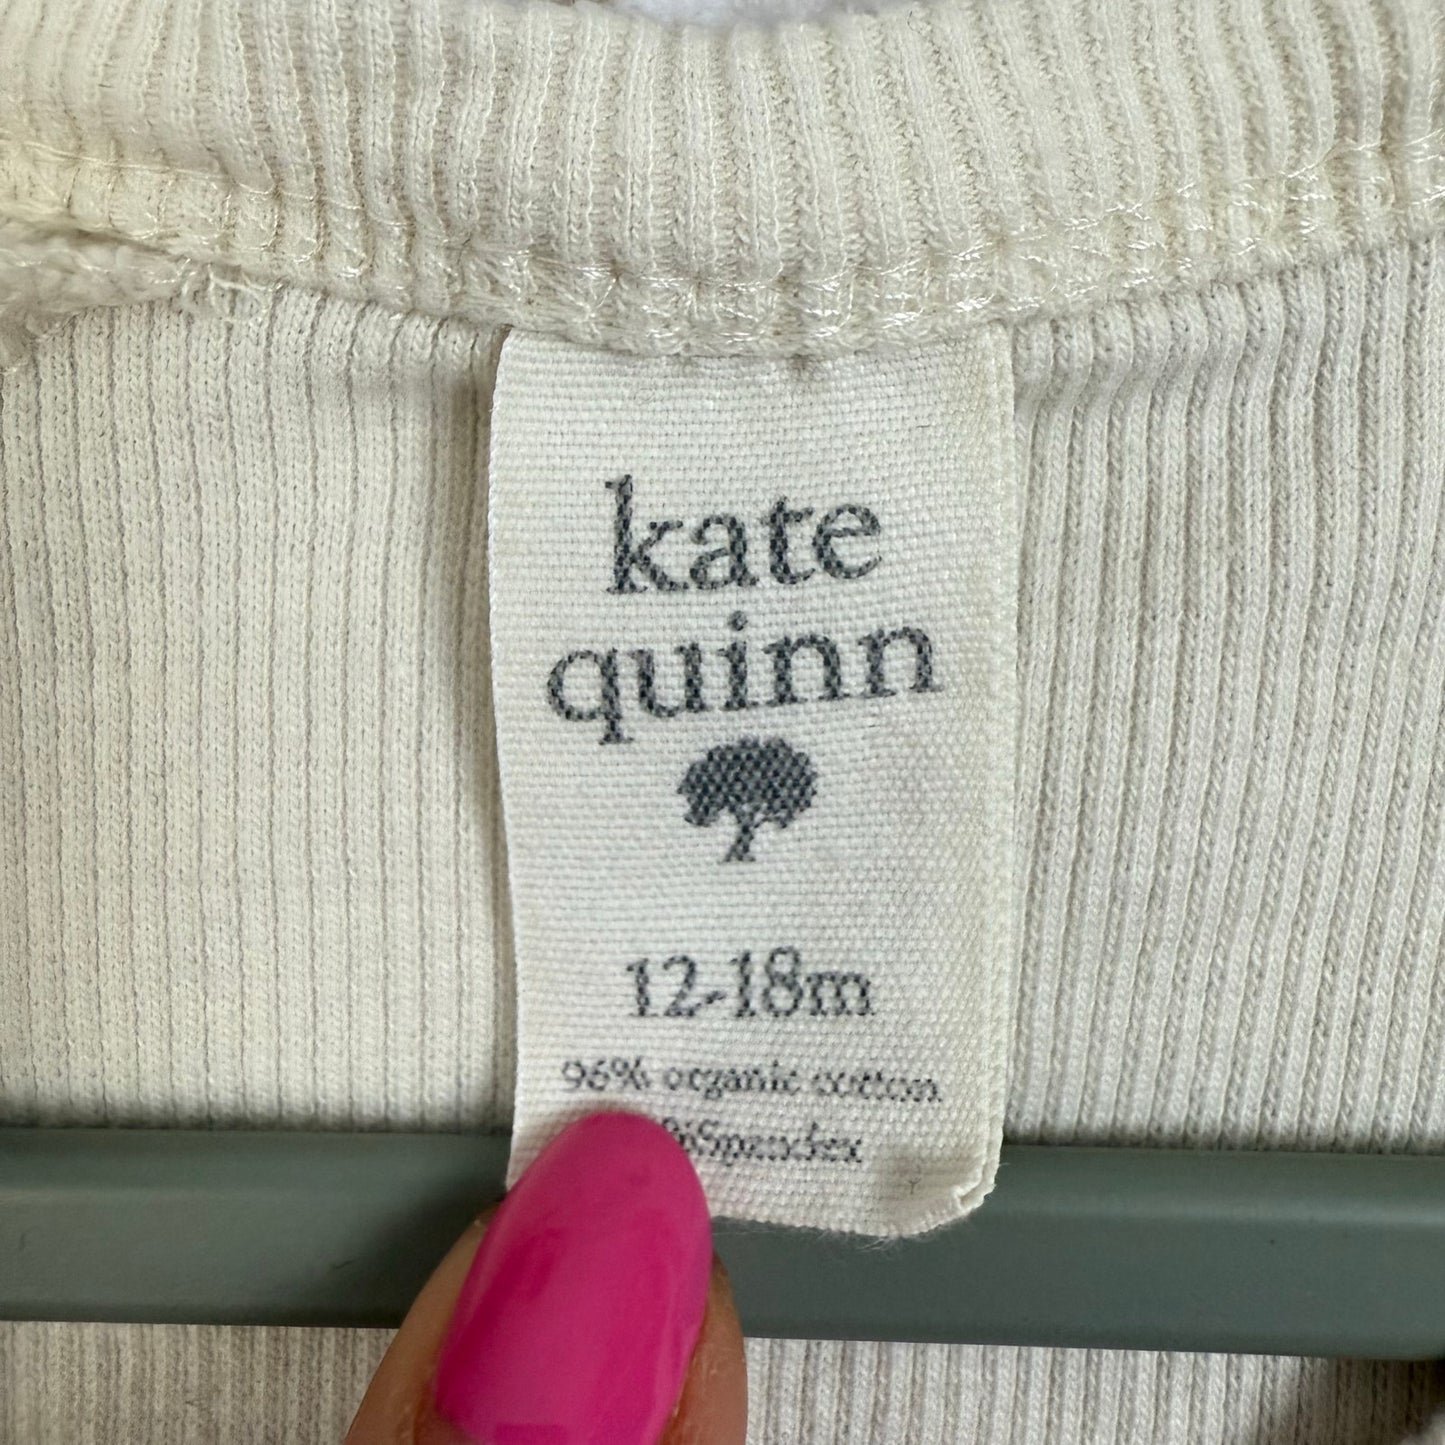 kate
quinn
12-18m
96% organic cotton
%Spandex